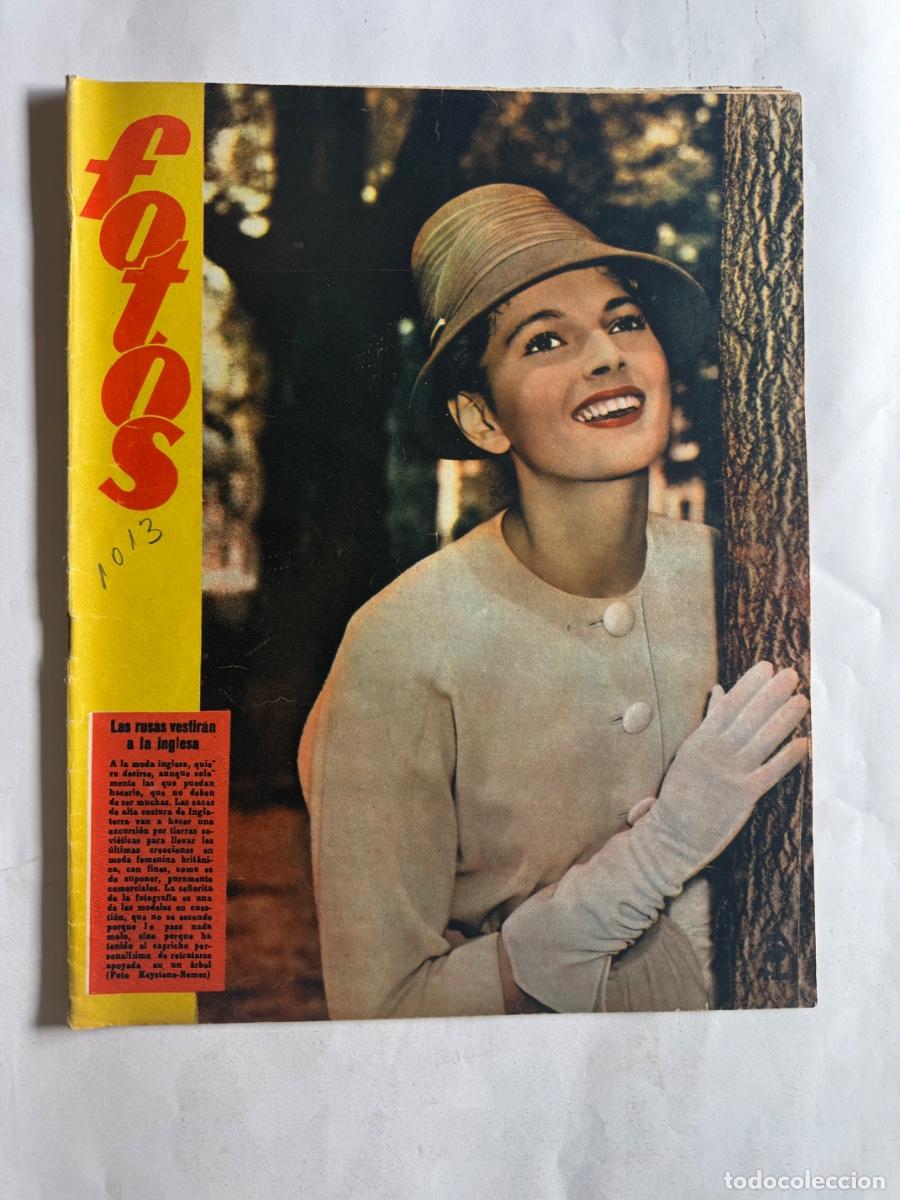 fotos
1013
Las rusas vestirán
a la inglesa
A la moda inglesa, quie-
re decirse, aunque sola-
mente las que puedan
hacerlo, que no deben
de ser muchas. Las casas
de alta costura de Ingla-
terra van a hacer una
excursión por tierras so-
viéticas para llevar las
últimas creaciones en
moda femenina británi-
ca, con fines, como es
de suponer, puramente
comerciales. La señorita
de la fotografía es una
de las modelos en cues-
tión, que no se esconde
porque le pase nada
malo, sino porque ha
tenido el capricho per-
sonalísimo de retratarse
apoyada en un árbol
(Foto Keystone-Nemes)
todocoleccion